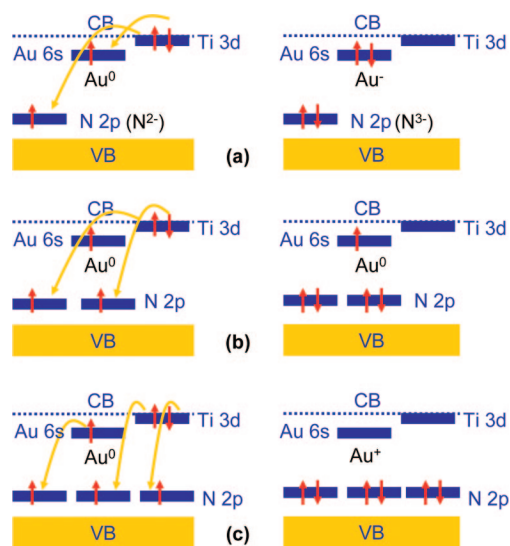 CB
Ti 3d
Au 6s
Au⁰
N 2p (N²⁻)
VB
(a)
CB
Ti 3d
Au 6s
Au⁻
N 2p (N³⁻)
VB
CB
Ti 3d
Au 6s
Au⁰
N 2p
VB
(b)
CB
Ti 3d
Au 6s
Au⁰
N 2p
VB
CB
Ti 3d
Au 6s
Au⁰
N 2p
VB
(c)
CB
Ti 3d
Au 6s
Au⁺
N 2p
VB